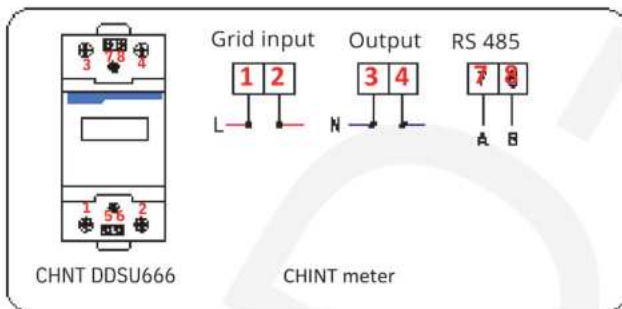 Grid input Output RS 485
3 7 8 4
1 2 3 4 7 8
L N
A B
1 5 6 2
CHNT DDSU666 CHINT meter